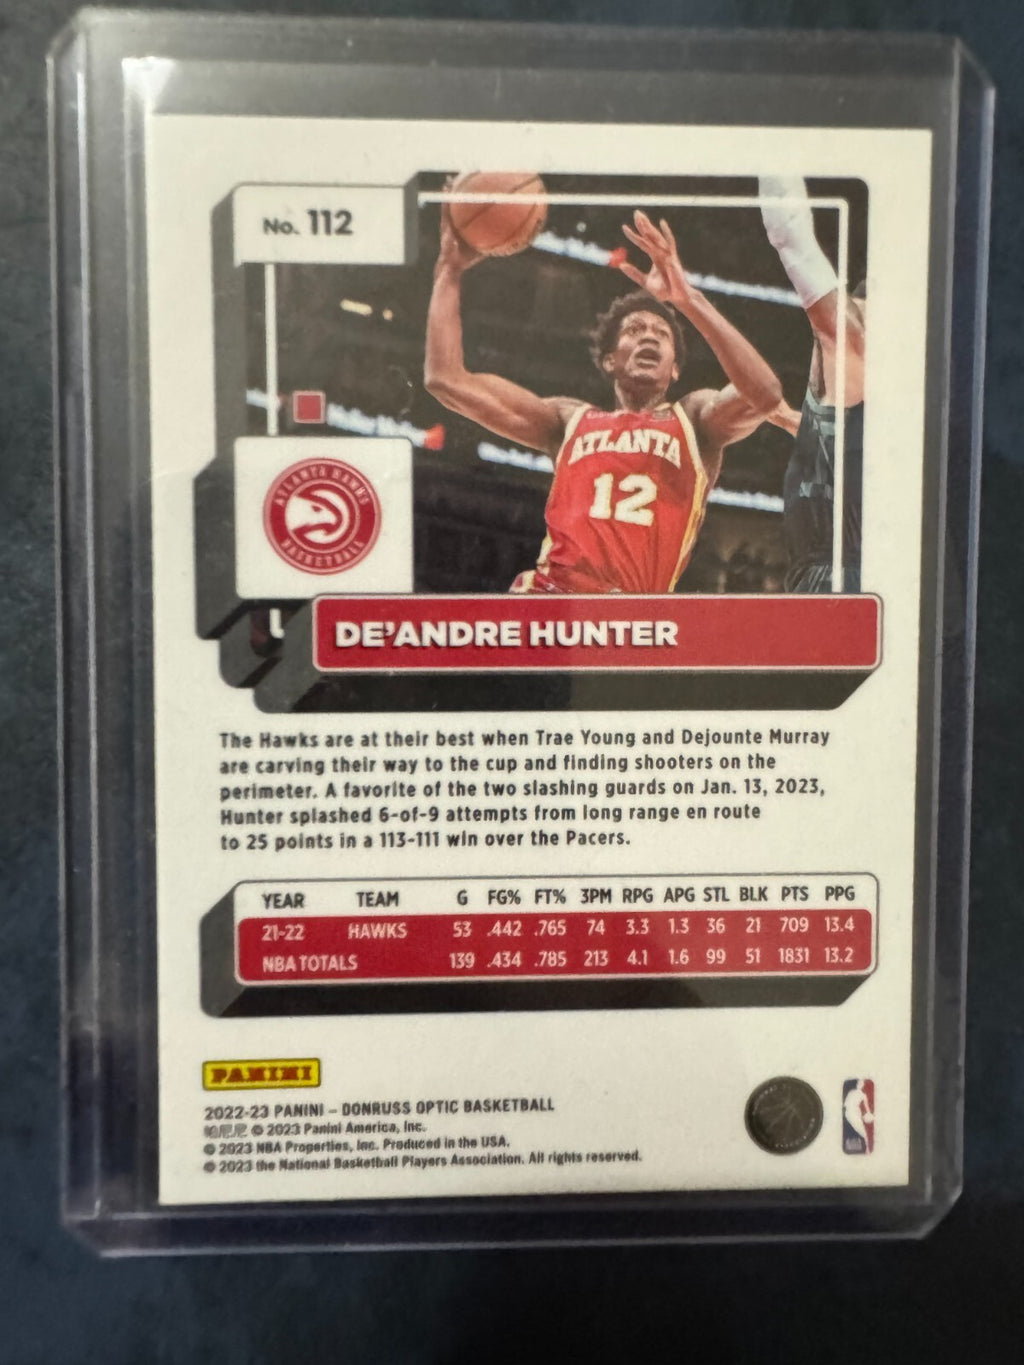 No. 112
ATLANTA
12
ATLANTA HAWKS
BASKETBALL
DE'ANDRE HUNTER
The Hawks are at their best when Trae Young and Dejounte Murray
are carving their way to the cup and finding shooters on the
perimeter. A favorite of the two slashing guards on Jan. 13, 2023,
Hunter splashed 6-of-9 attempts from long range en route
to 25 points in a 113-111 win over the Pacers.
YEAR TEAM G FG% FT% 3PM RPG APG STL BLK PTS PPG
21-22 HAWKS 53 .442 .765 74 3.3 1.3 36 21 709 13.4
NBA TOTALS 139 .434 .785 213 4.1 1.6 99 51 1831 13.2
PANINI
2022-23 PANINI – DONRUSS OPTIC BASKETBALL
© 2023 Panini America, Inc.
© 2023 NBA Properties, Inc. Produced in the USA.
© 2023 the National Basketball Players Association. All rights reserved.